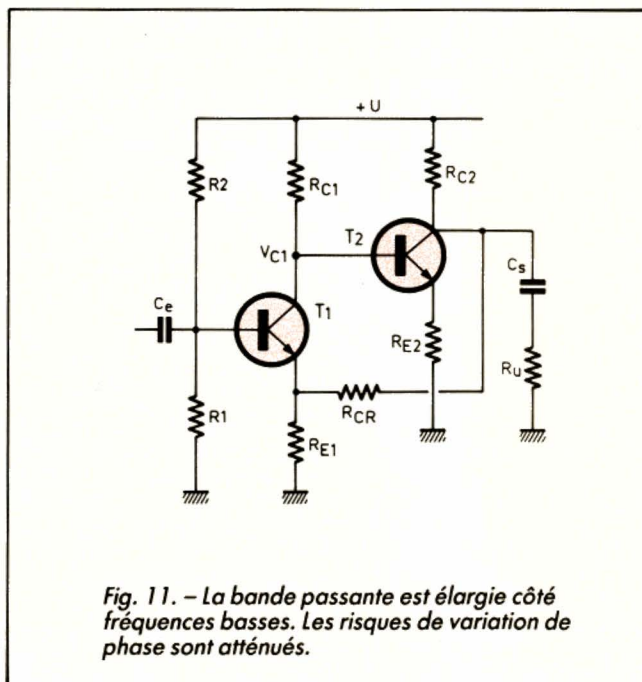 + U
R2
RC1
RC2
VC1
T2
Ce
T1
Cs
RE2
Ru
R1
RCR
RE1
Fig. 11. – La bande passante est élargie côté
fréquences basses. Les risques de variation de
phase sont atténués.